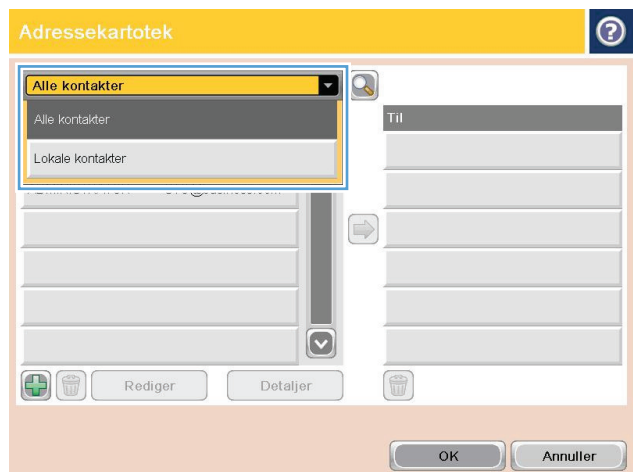 Adressekartotek
Alle kontakter
Alle kontakter
Til
Lokale kontakter
Rediger
Detaljer
OK
Annuller